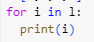 for i in l:
  print(i)